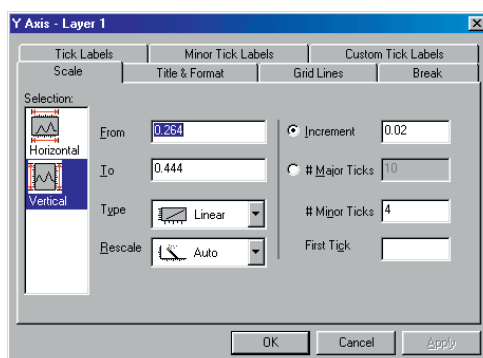 Y Axis - Layer 1
Tick Labels Minor Tick Labels Custom Tick Labels
Scale Title & Format Grid Lines Break
Selection:
Horizontal
Vertical
From 0.264
To 0.444
Type Linear
Rescale Auto
Increment 0.02
# Major Ticks 10
# Minor Ticks 4
First Tick
OK Cancel Apply